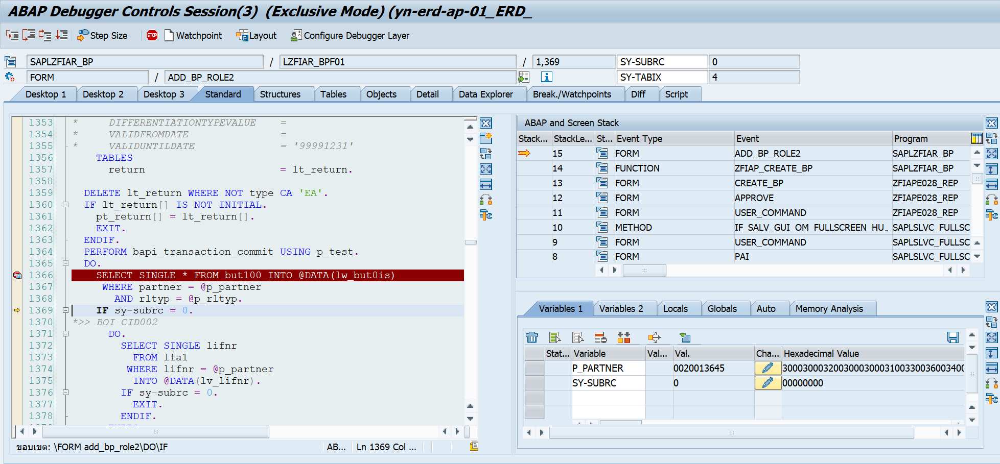 ABAP Debugger Controls Session(3)  (Exclusive Mode) (yn-erd-ap-01_ERD_
Step Size Watchpoint Layout Configure Debugger Layer
SAPLZFIAR_BP / LZFIAR_BPF01 / 1,369 SY-SUBRC 0
FORM / ADD_BP_ROLE2 SY-TABIX 4
Desktop 1 Desktop 2 Desktop 3 Standard Structures Tables Objects Detail Data Explorer Break./Watchpoints Diff Script
1353 * DIFFERENTIATIONTYPEVALUE =
1354 * VALIDFROMDATE =
1355 * VALIDUNTILDATE = '99991231'
1356 TABLES
1357 return = lt_return.
1358
1359 DELETE lt_return WHERE NOT type CA 'EA'.
1360 IF lt_return[] IS NOT INITIAL.
1361 pt_return[] = lt_return[].
1362 EXIT.
1363 ENDIF.
1364 PERFORM bapi_transaction_commit USING p_test.
1365 DO.
1366 SELECT SINGLE * FROM but100 INTO @DATA(lw_but0is)
1367 WHERE partner = @p_partner
1368 AND rltyp = @p_rltyp.
1369 IF sy-subrc = 0.
1370 *>> BOI CID002
1371 DO.
1372 SELECT SINGLE lifnr
1373 FROM lfa1
1374 WHERE lifnr = @p_partner
1375 INTO @DATA(lv_lifnr).
1376 IF sy-subrc = 0.
1377 EXIT.
1378 ENDIF.
ขอบเขต: \FORM add_bp_role2\DO\IF AB... Ln 1369 Col ...
ABAP and Screen Stack
Stack... StackLe... St... Event Type Event Program
15 FORM ADD_BP_ROLE2 SAPLZFIAR_BP
14 FUNCTION ZFIAP_CREATE_BP SAPLZFIAR_BP
13 FORM CREATE_BP ZFIAPE028_REP
12 FORM APPROVE ZFIAPE028_REP
11 FORM USER_COMMAND ZFIAPE028_REP
10 METHOD IF_SALV_GUI_OM_FULLSCREEN_HU... SAPLSLVC_FULLSC
9 FORM USER_COMMAND SAPLSLVC_FULLSC
8 FORM PAI SAPLSLVC_FULLSC
Variables 1 Variables 2 Locals Globals Auto Memory Analysis
Stat... Variable Val... Val. Cha... Hexadecimal Value
P_PARTNER 0020013645 300030003200300030003100330036003400
SY-SUBRC 0 00000000